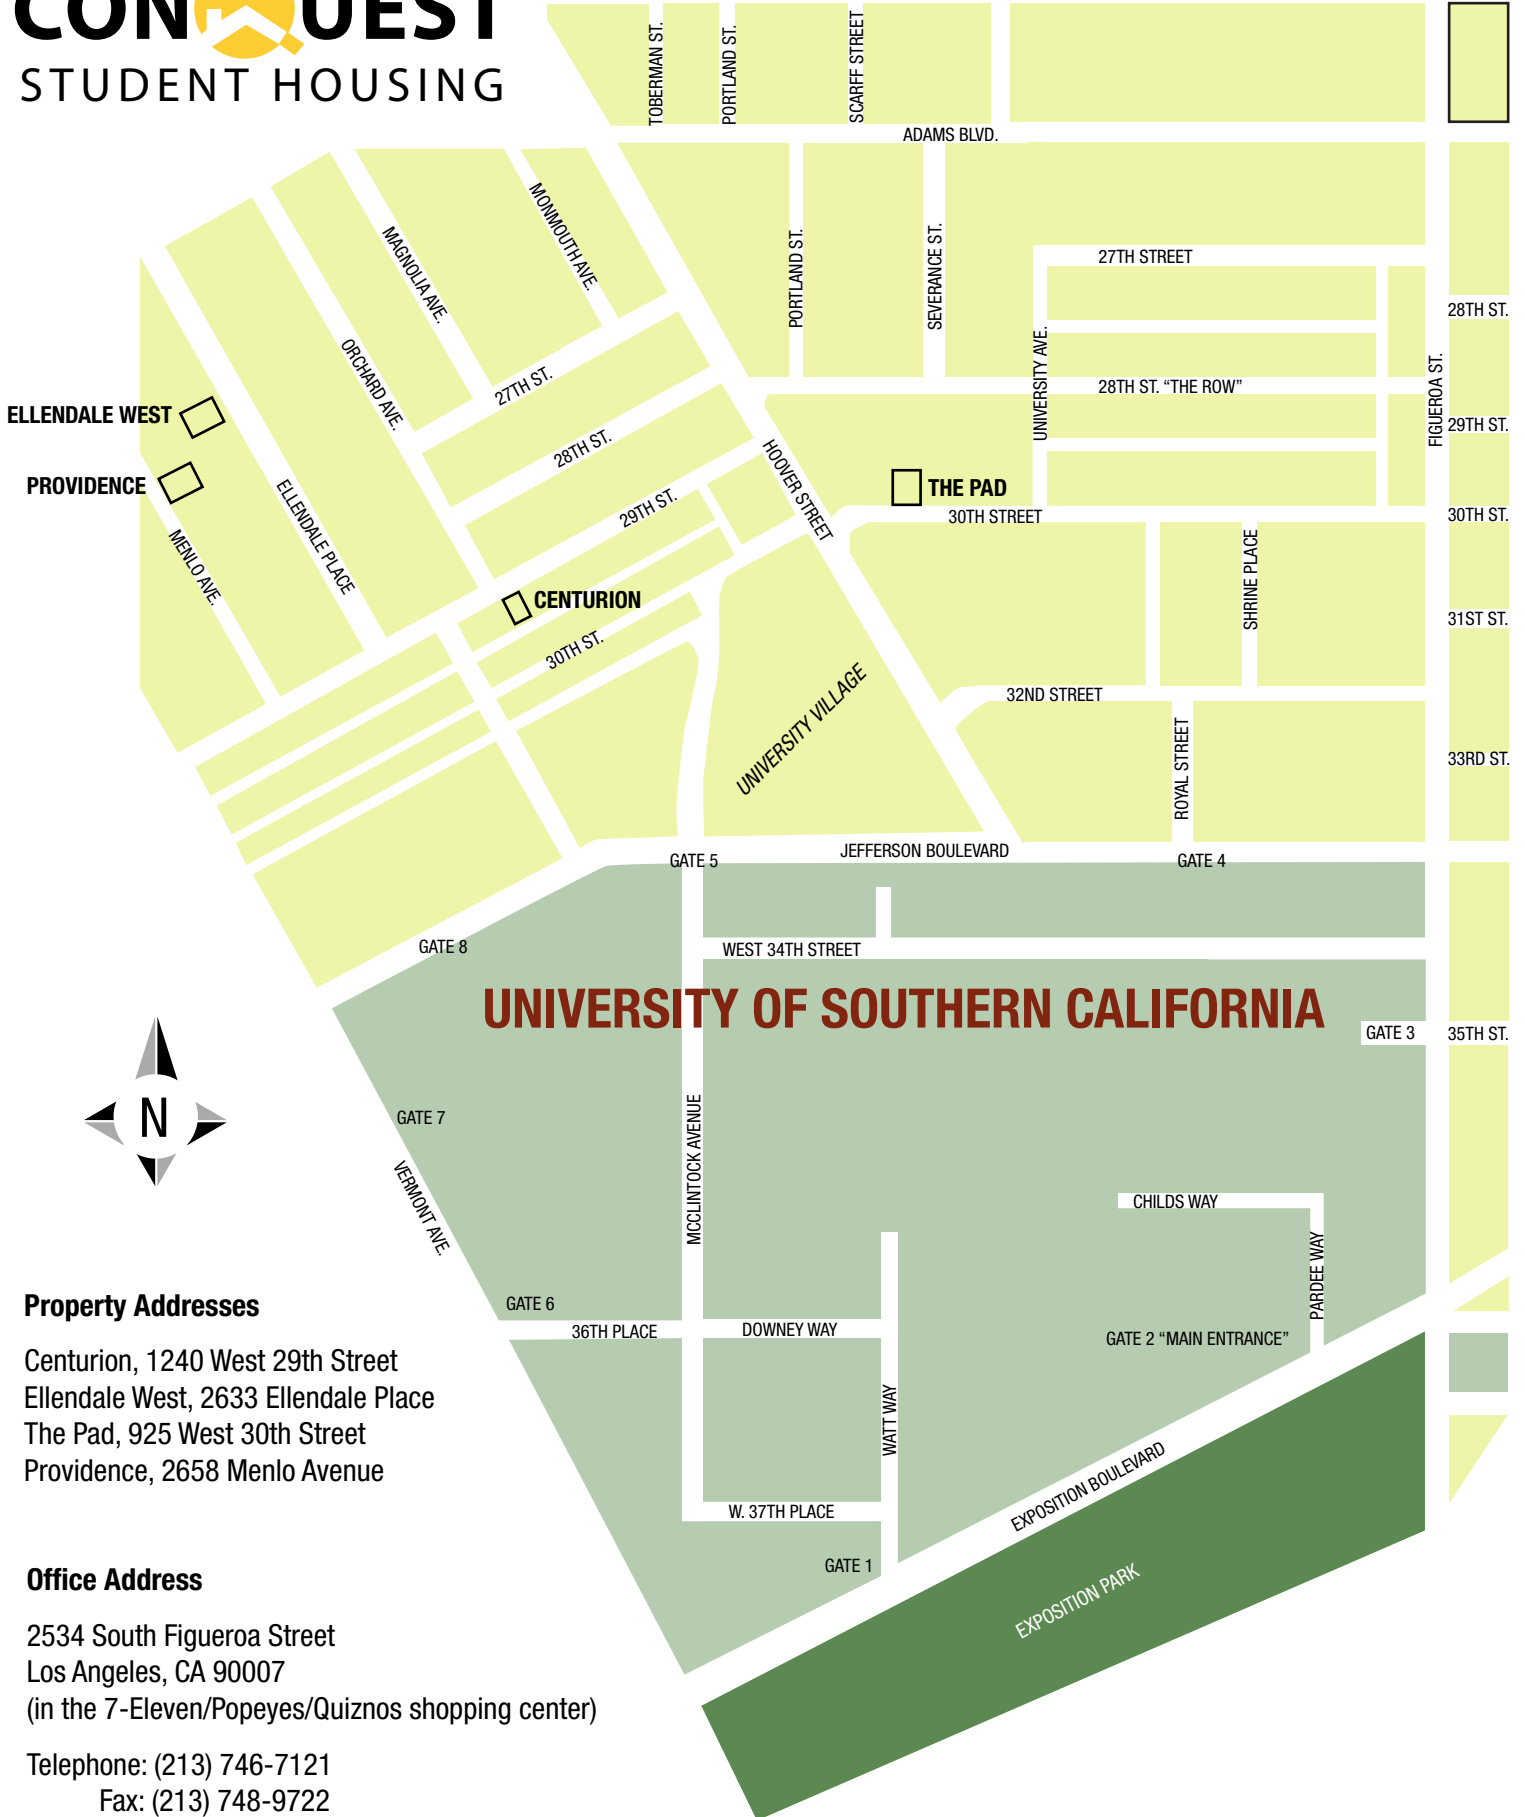 CONQUEST
STUDENT HOUSING
TOBERMAN ST.
PORTLAND ST.
SCARFF STREET
ADAMS BLVD.
MONMOUTH AVE.
MAGNOLIA AVE.
PORTLAND ST.
SEVERANCE ST.
27TH STREET
28TH ST.
ORCHARD AVE.
27TH ST.
UNIVERSITY AVE.
28TH ST. “THE ROW”
FIGUEROA ST.
ELLENDALE WEST
29TH ST.
28TH ST.
HOOVER STREET
PROVIDENCE
ELLENDALE PLACE
29TH ST.
THE PAD
30TH STREET
30TH ST.
MENLO AVE.
CENTURION
SHRINE PLACE
31ST ST.
30TH ST.
UNIVERSITY VILLAGE
32ND STREET
ROYAL STREET
33RD ST.
GATE 5
JEFFERSON BOULEVARD
GATE 4
GATE 8
WEST 34TH STREET
UNIVERSITY OF SOUTHERN CALIFORNIA
GATE 3
35TH ST.
N
GATE 7
MCCLINTOCK AVENUE
VERMONT AVE.
CHILDS WAY
PARDEE WAY
GATE 6
36TH PLACE
DOWNEY WAY
GATE 2 “MAIN ENTRANCE”
WATT WAY
W. 37TH PLACE
EXPOSITION BOULEVARD
GATE 1
EXPOSITION PARK
Property Addresses
Centurion, 1240 West 29th Street
Ellendale West, 2633 Ellendale Place
The Pad, 925 West 30th Street
Providence, 2658 Menlo Avenue
Office Address
2534 South Figueroa Street
Los Angeles, CA 90007
(in the 7-Eleven/Popeyes/Quiznos shopping center)
Telephone: (213) 746-7121
Fax: (213) 748-9722